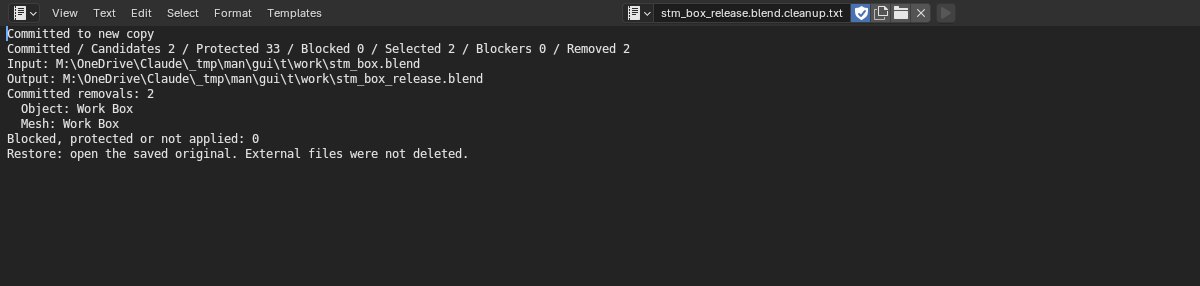 View Text Edit Select Format Templates stm_box_release.blend.cleanup.txt
Committed to new copy
Committed / Candidates 2 / Protected 33 / Blocked 0 / Selected 2 / Blockers 0 / Removed 2
Input: M:\OneDrive\Claude\_tmp\man\gui\t\work\stm_box.blend
Output: M:\OneDrive\Claude\_tmp\man\gui\t\work\stm_box_release.blend
Committed removals: 2
  Object: Work Box
  Mesh: Work Box
Blocked, protected or not applied: 0
Restore: open the saved original. External files were not deleted.